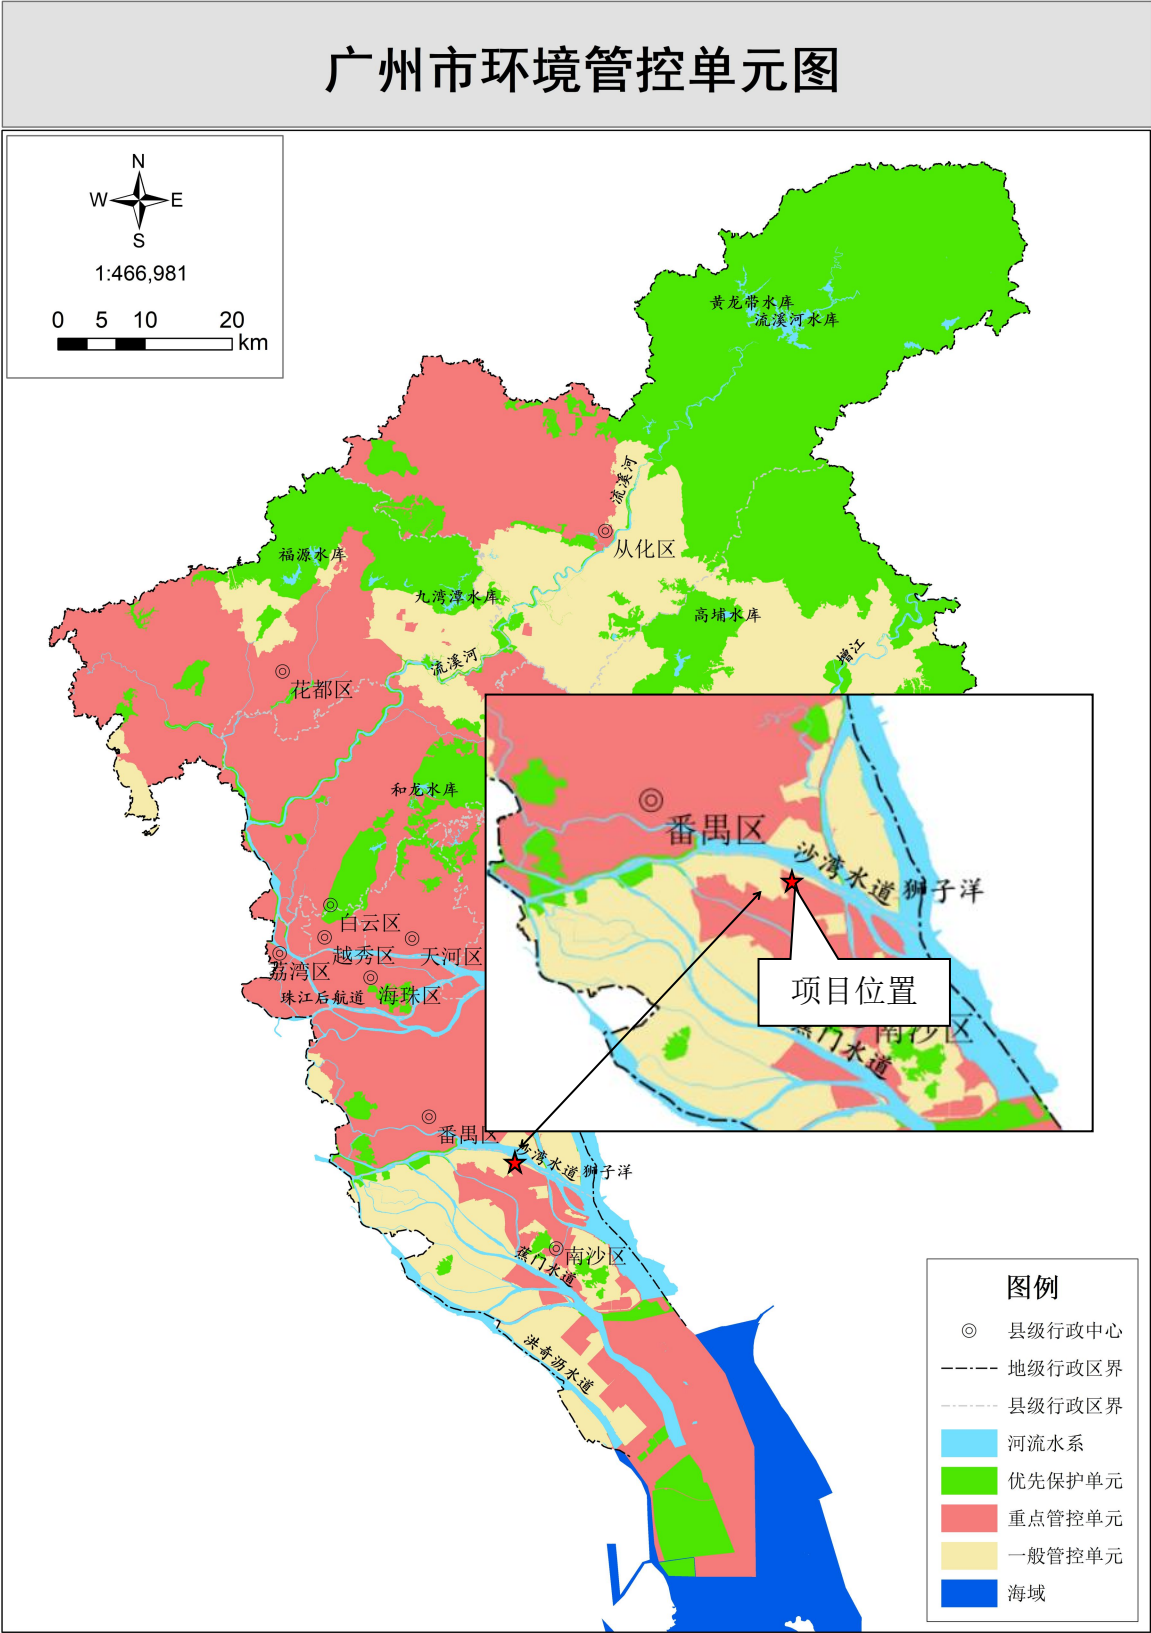 广州市环境管控单元图
N
W E
S
1:466,981
0 5 10 20
km
黄龙带水库
流溪河水库
流溪河
从化区
福源水库
九湾潭水库
高埔水库
增江
流溪河
花都区
和龙水库
白云区
越秀区
天河区
荔湾区
海珠区
珠江后航道
番禺区
沙湾水道
狮子洋
项目位置
南沙区
蕉门水道
番禺区
沙湾水道
狮子洋
南沙区
蕉门水道
洪奇沥水道
图例
县级行政中心
地级行政区界
县级行政区界
河流水系
优先保护单元
重点管控单元
一般管控单元
海域